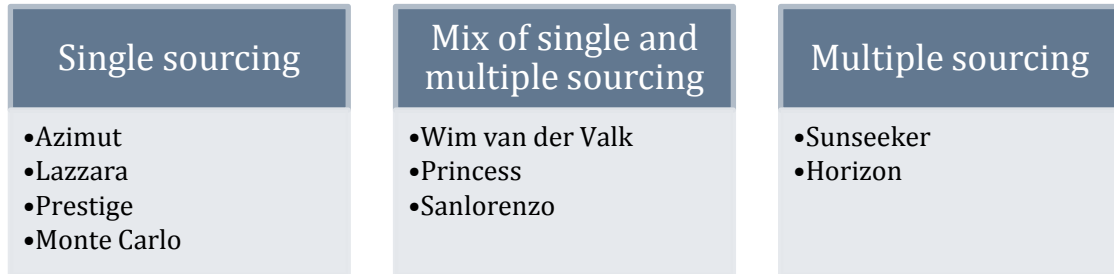 Single sourcing
•Azimut
•Lazzara
•Prestige
•Monte Carlo
Mix of single and
multiple sourcing
•Wim van der Valk
•Princess
•Sanlorenzo
Multiple sourcing
•Sunseeker
•Horizon